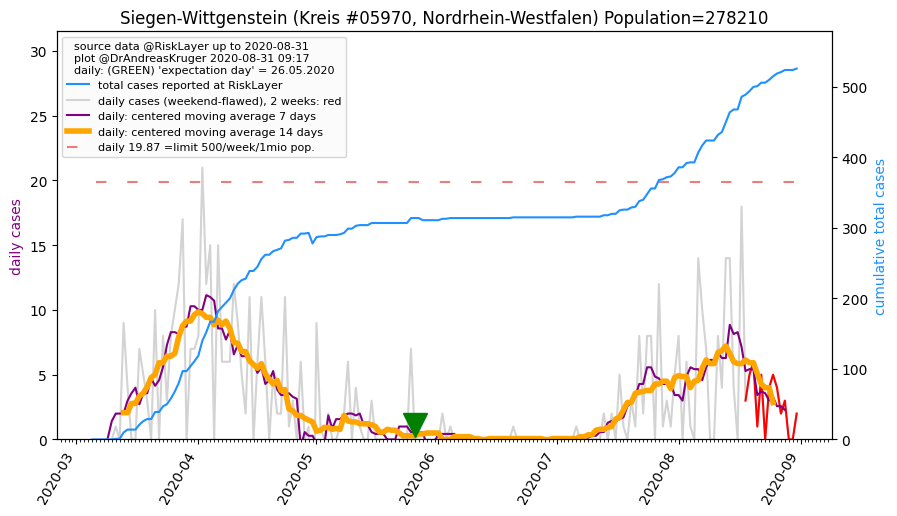 Siegen-Wittgenstein (Kreis #05970, Nordrhein-Westfalen) Population=278210
source data @RiskLayer up to 2020-08-31
plot @DrAndreasKruger 2020-08-31 09:17
daily: (GREEN) 'expectation day' = 26.05.2020
total cases reported at RiskLayer
daily cases (weekend-flawed), 2 weeks: red
daily: centered moving average 7 days
daily: centered moving average 14 days
daily 19.87 =limit 500/week/1mio pop.
daily cases
30
25
20
15
10
5
0
cumulative total cases
500
400
300
200
100
0
2020-03
2020-04
2020-05
2020-06
2020-07
2020-08
2020-09